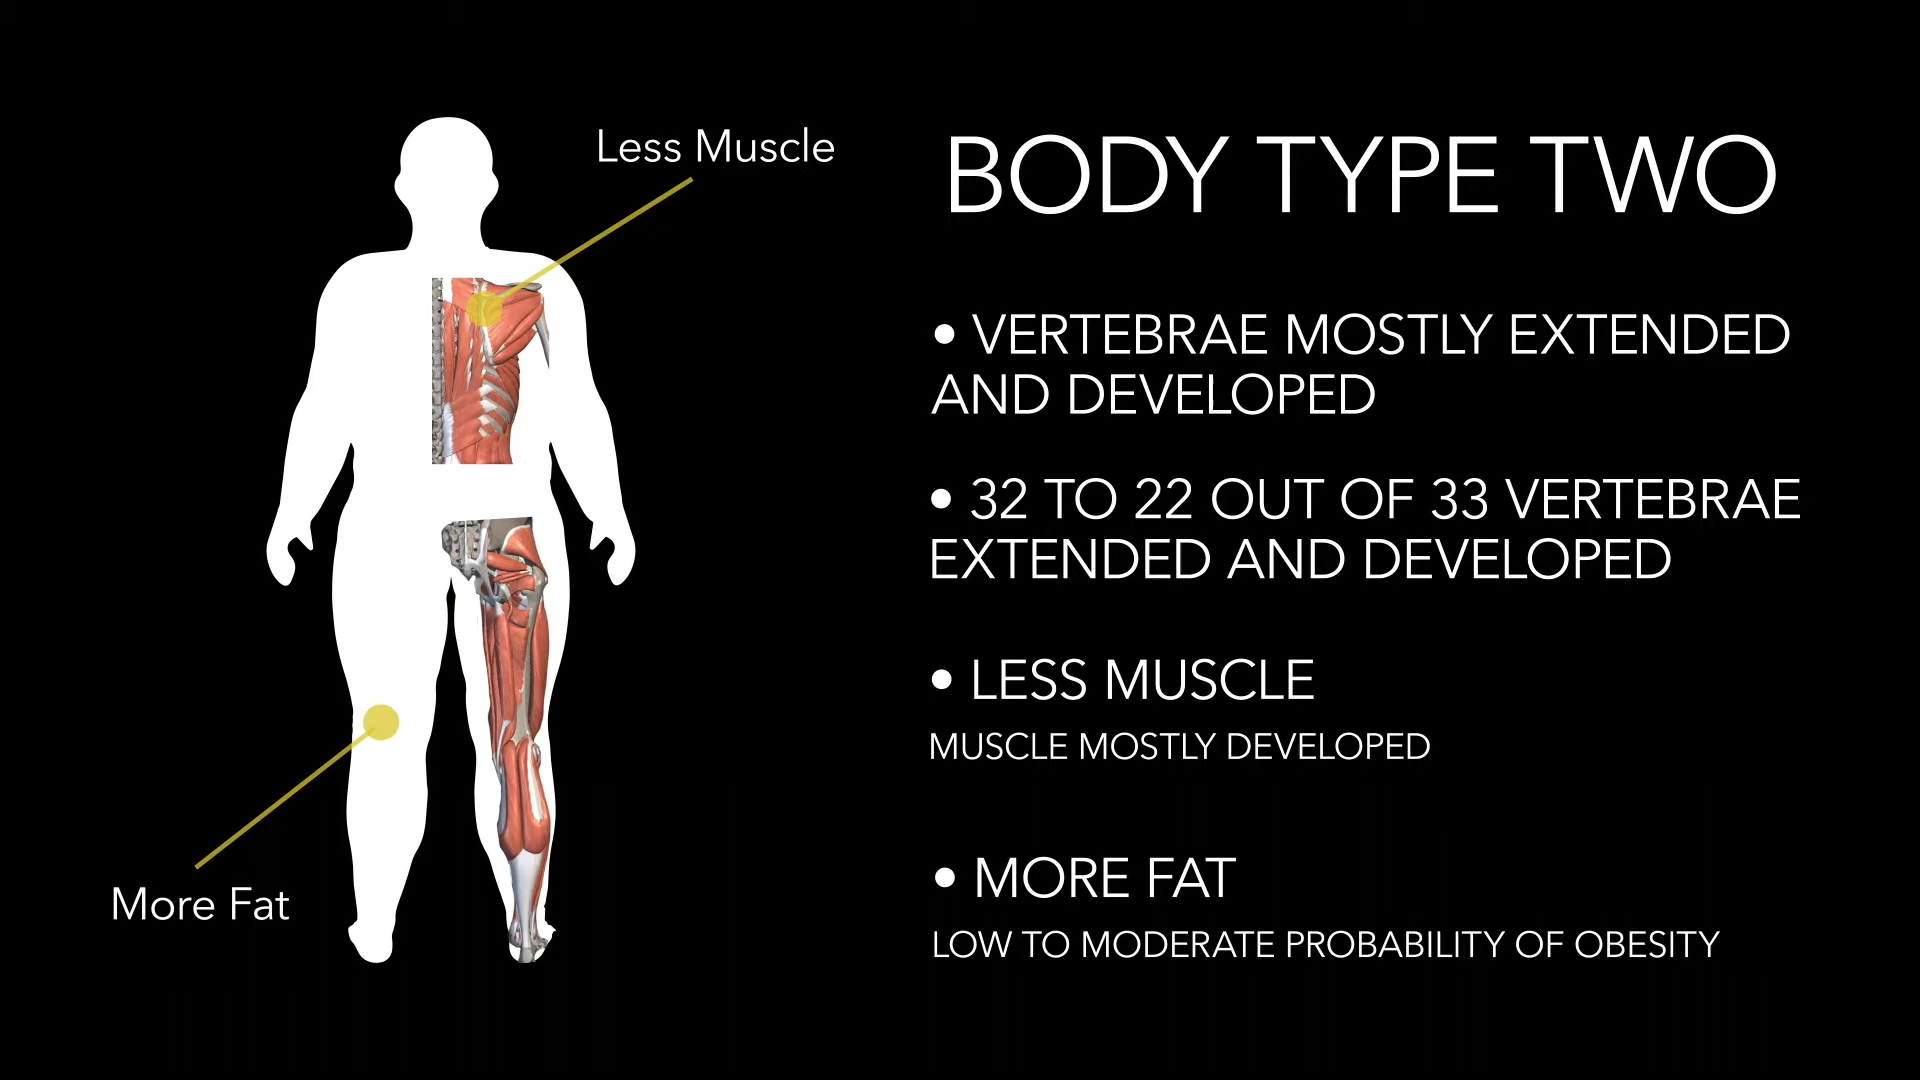 Less Muscle
More Fat
BODY TYPE TWO
• VERTEBRAE MOSTLY EXTENDED
AND DEVELOPED
• 32 TO 22 OUT OF 33 VERTEBRAE
EXTENDED AND DEVELOPED
• LESS MUSCLE
MUSCLE MOSTLY DEVELOPED
• MORE FAT
LOW TO MODERATE PROBABILITY OF OBESITY